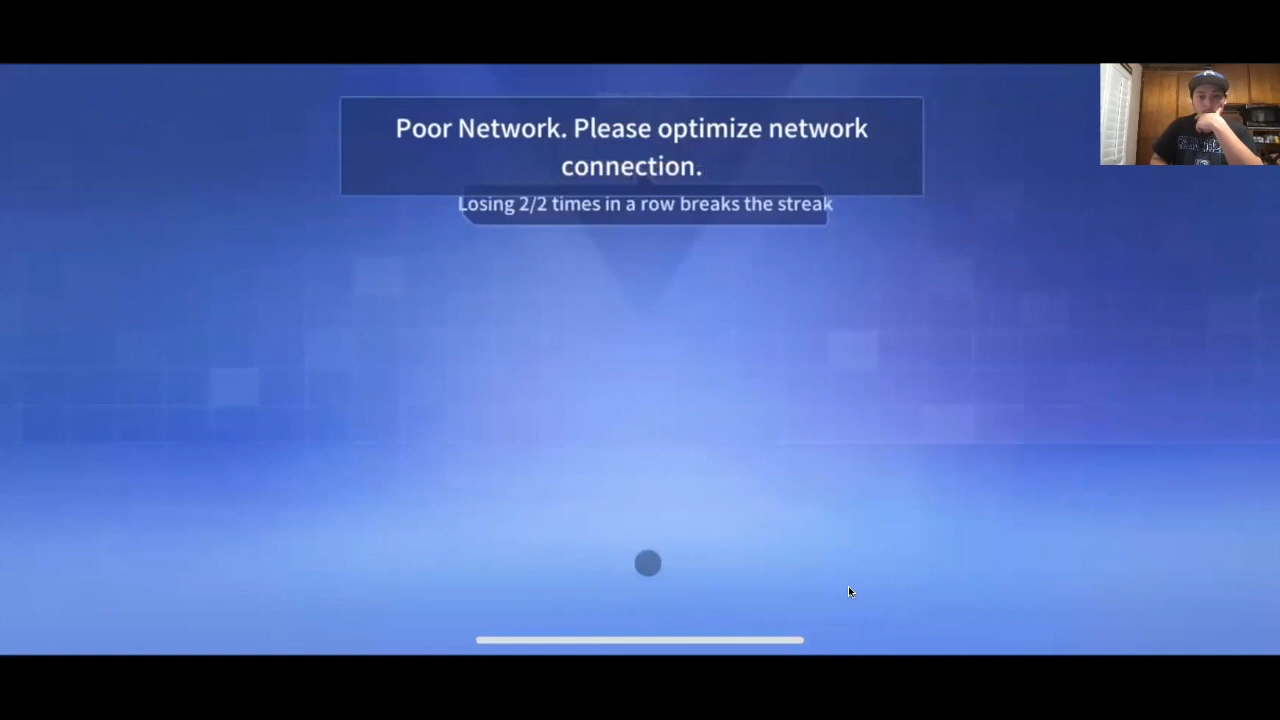 Poor Network. Please optimize network
connection.
Losing 2/2 times in a row breaks the streak